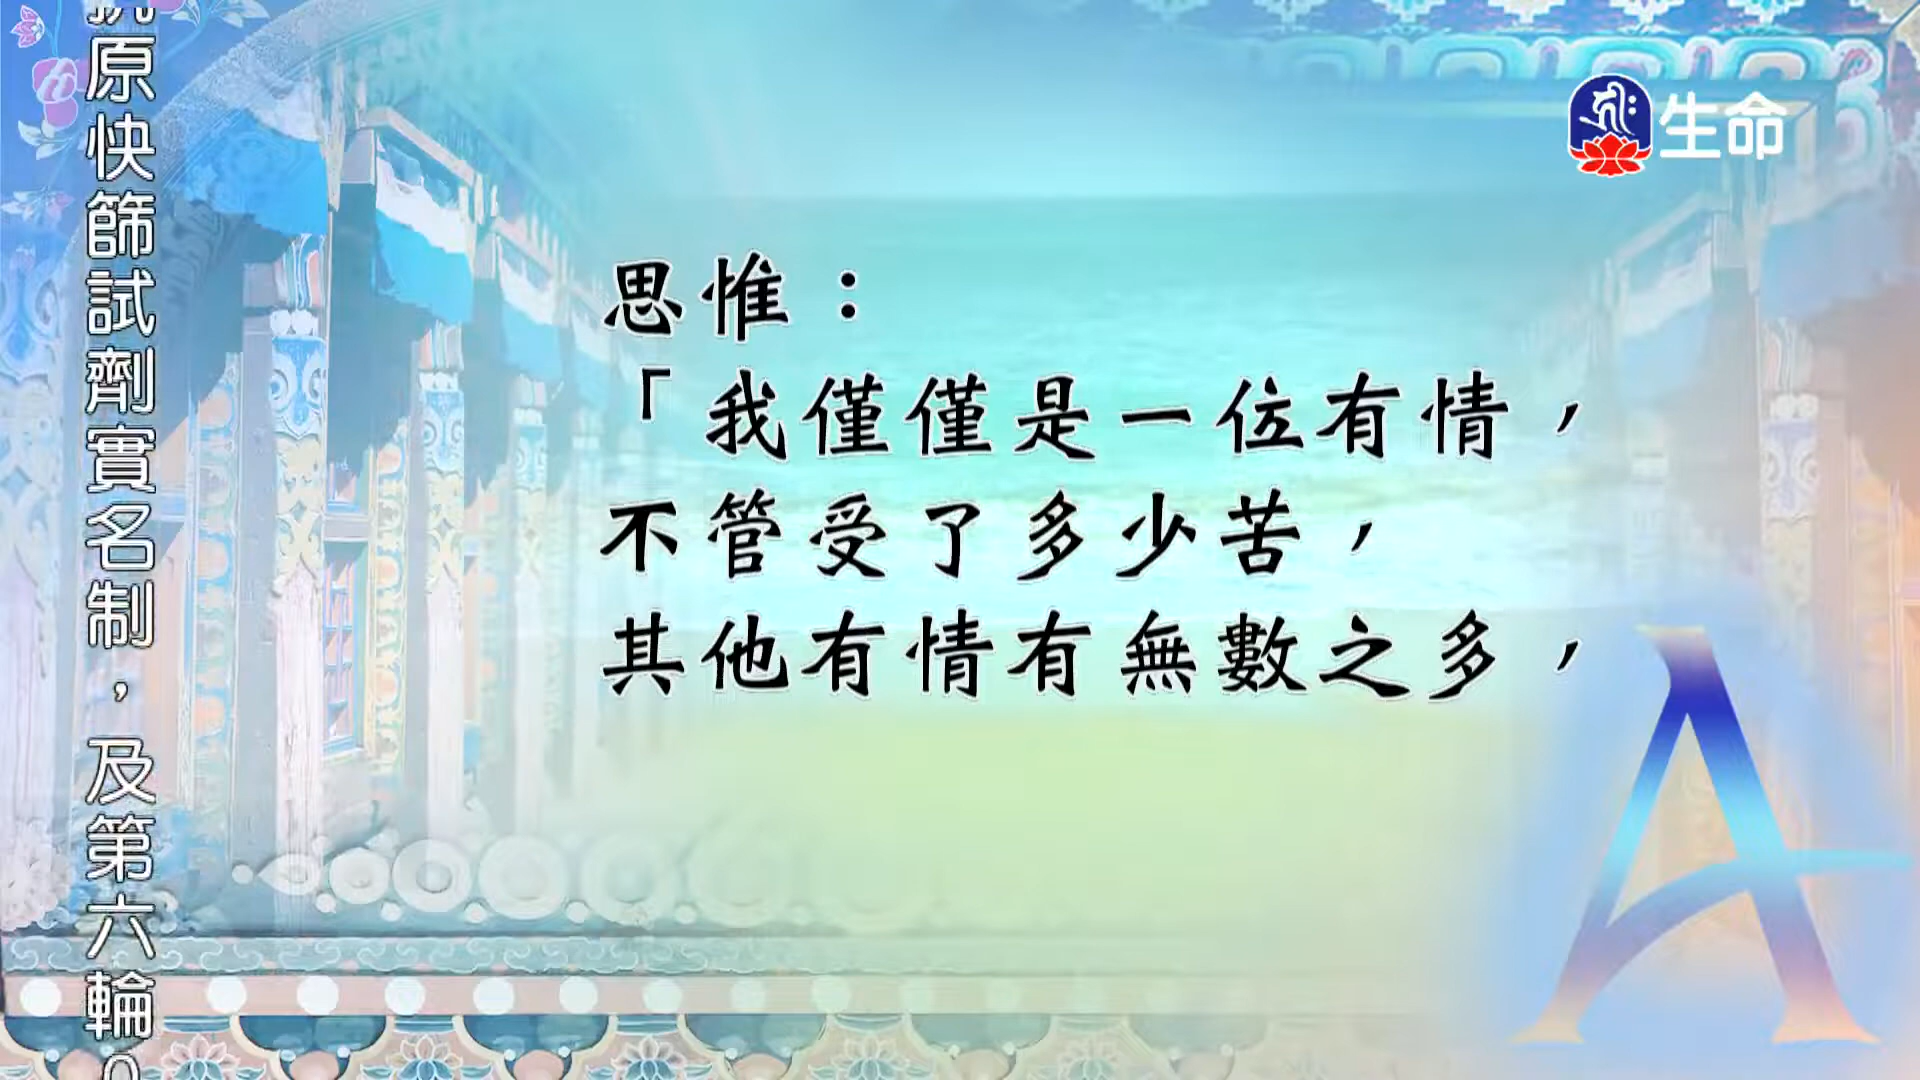 生命
思惟：
「我僅僅是一位有情，
不管受了多少苦，
其他有情有無數之多，
原快篩試劑實名制，及第六輪